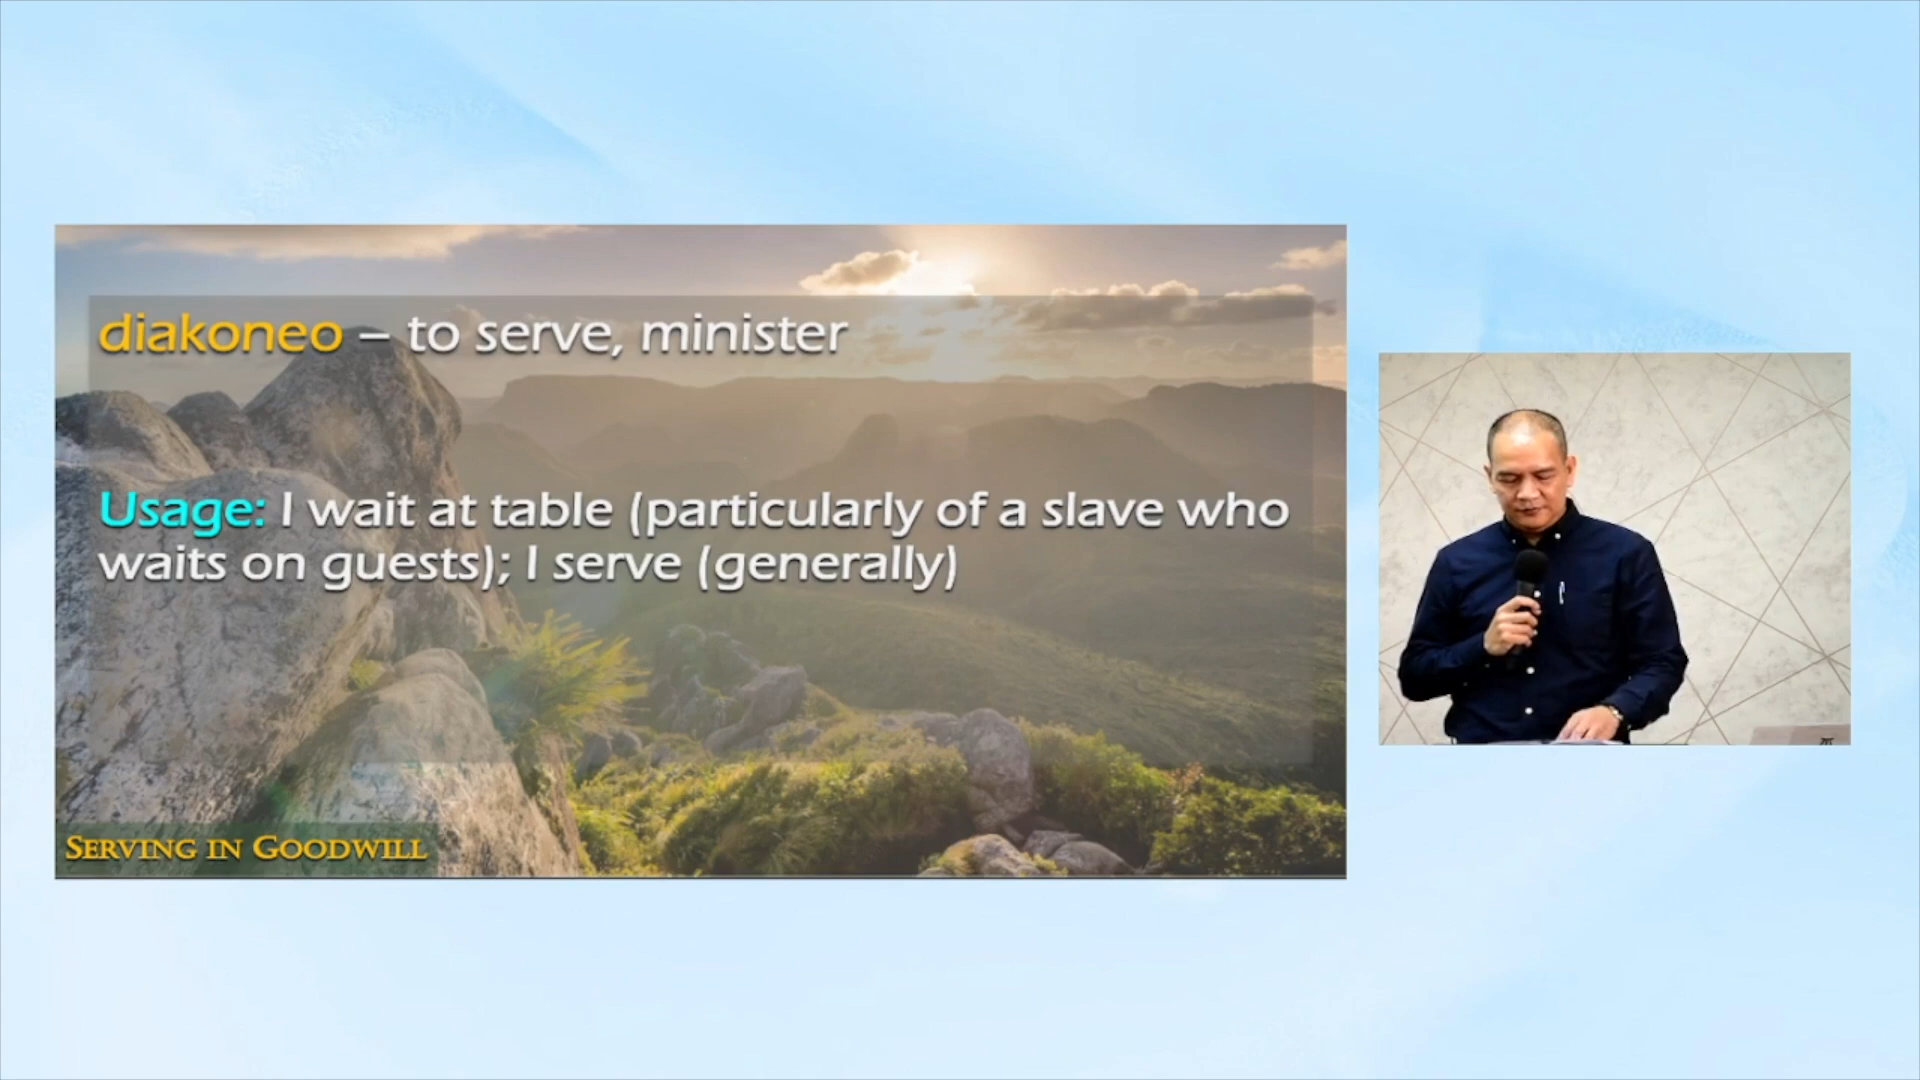 diakoneo – to serve, minister
Usage: I wait at table (particularly of a slave who
waits on guests); I serve (generally)
SERVING IN GOODWILL